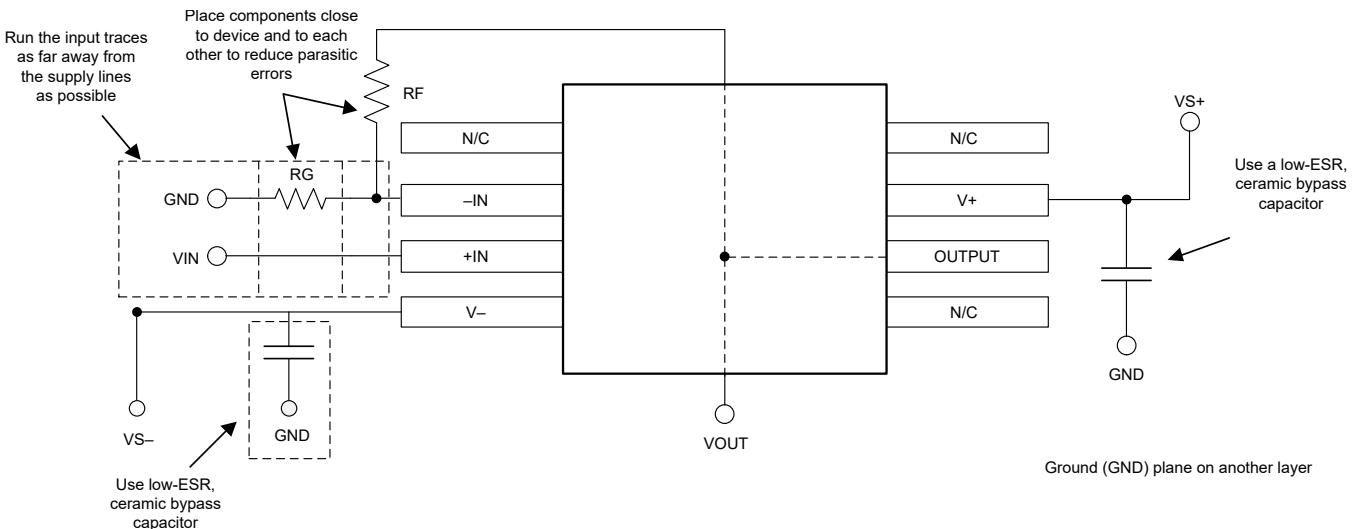 Place components close
to device and to each
other to reduce parasitic
errors
Run the input traces
as far away from
the supply lines
as possible
RF
VS+
N/C
N/C
Use a low-ESR,
ceramic bypass
capacitor
RG
GND
–IN
V+
VIN
+IN
OUTPUT
V–
N/C
GND
VS–
GND
VOUT
Ground (GND) plane on another layer
Use low-ESR,
ceramic bypass
capacitor